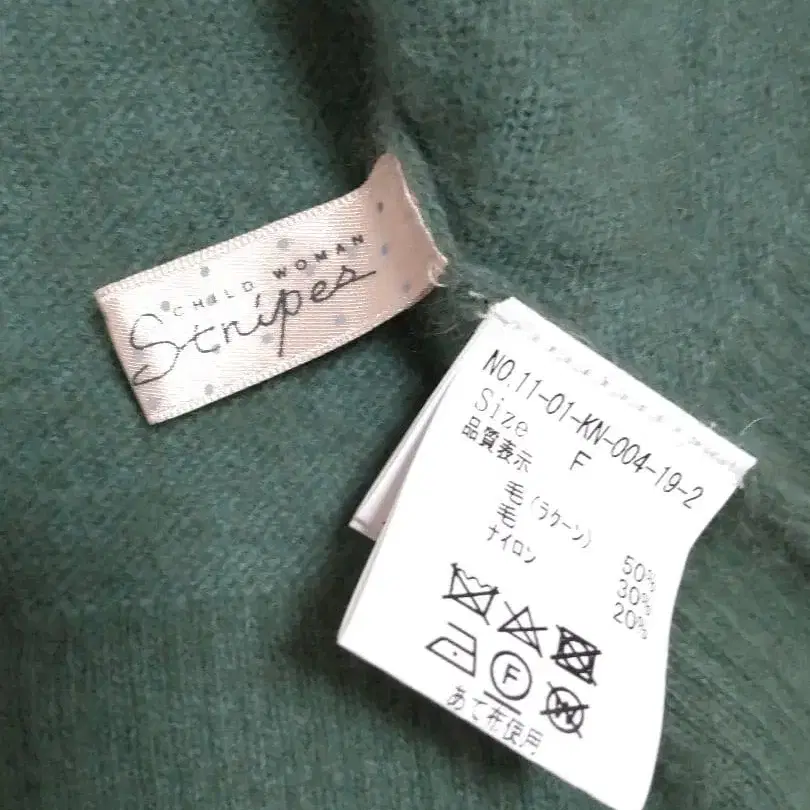 CHILD WOMAN
Stripes
NO.11-01-KN-004-19-2
Size
F
品質表示
毛(ラクーン) 50%
毛 30%
ナイロン 20%
F
W
あて布使用